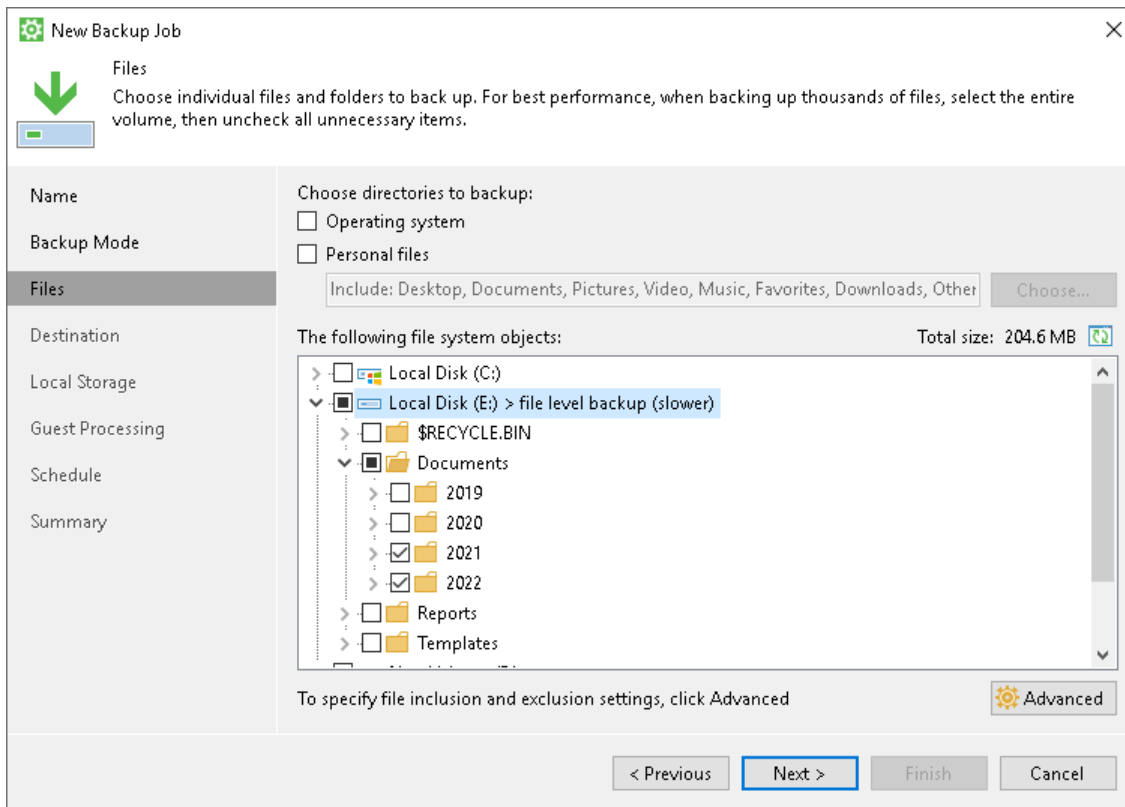 New Backup Job
Files
Choose individual files and folders to back up. For best performance, when backing up thousands of files, select the entire
volume, then uncheck all unnecessary items.
Name
Backup Mode
Files
Destination
Local Storage
Guest Processing
Schedule
Summary
Choose directories to backup:
Operating system
Personal files
Include: Desktop, Documents, Pictures, Video, Music, Favorites, Downloads, Other
Choose...
The following file system objects:
Total size: 204.6 MB
Local Disk (C:)
Local Disk (E:) > file level backup (slower)
$RECYCLE.BIN
Documents
2019
2020
2021
2022
Reports
Templates
To specify file inclusion and exclusion settings, click Advanced
Advanced
< Previous
Next >
Finish
Cancel